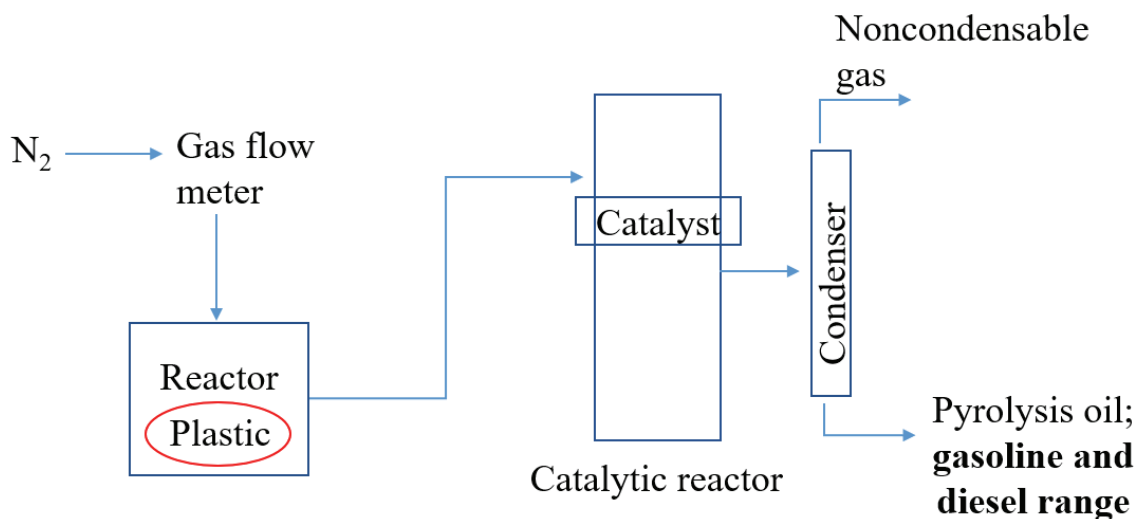 N₂
Gas flow
meter
Reactor
Plastic
Catalyst
Catalytic reactor
Condenser
Noncondensable
gas
Pyrolysis oil;
gasoline and
diesel range